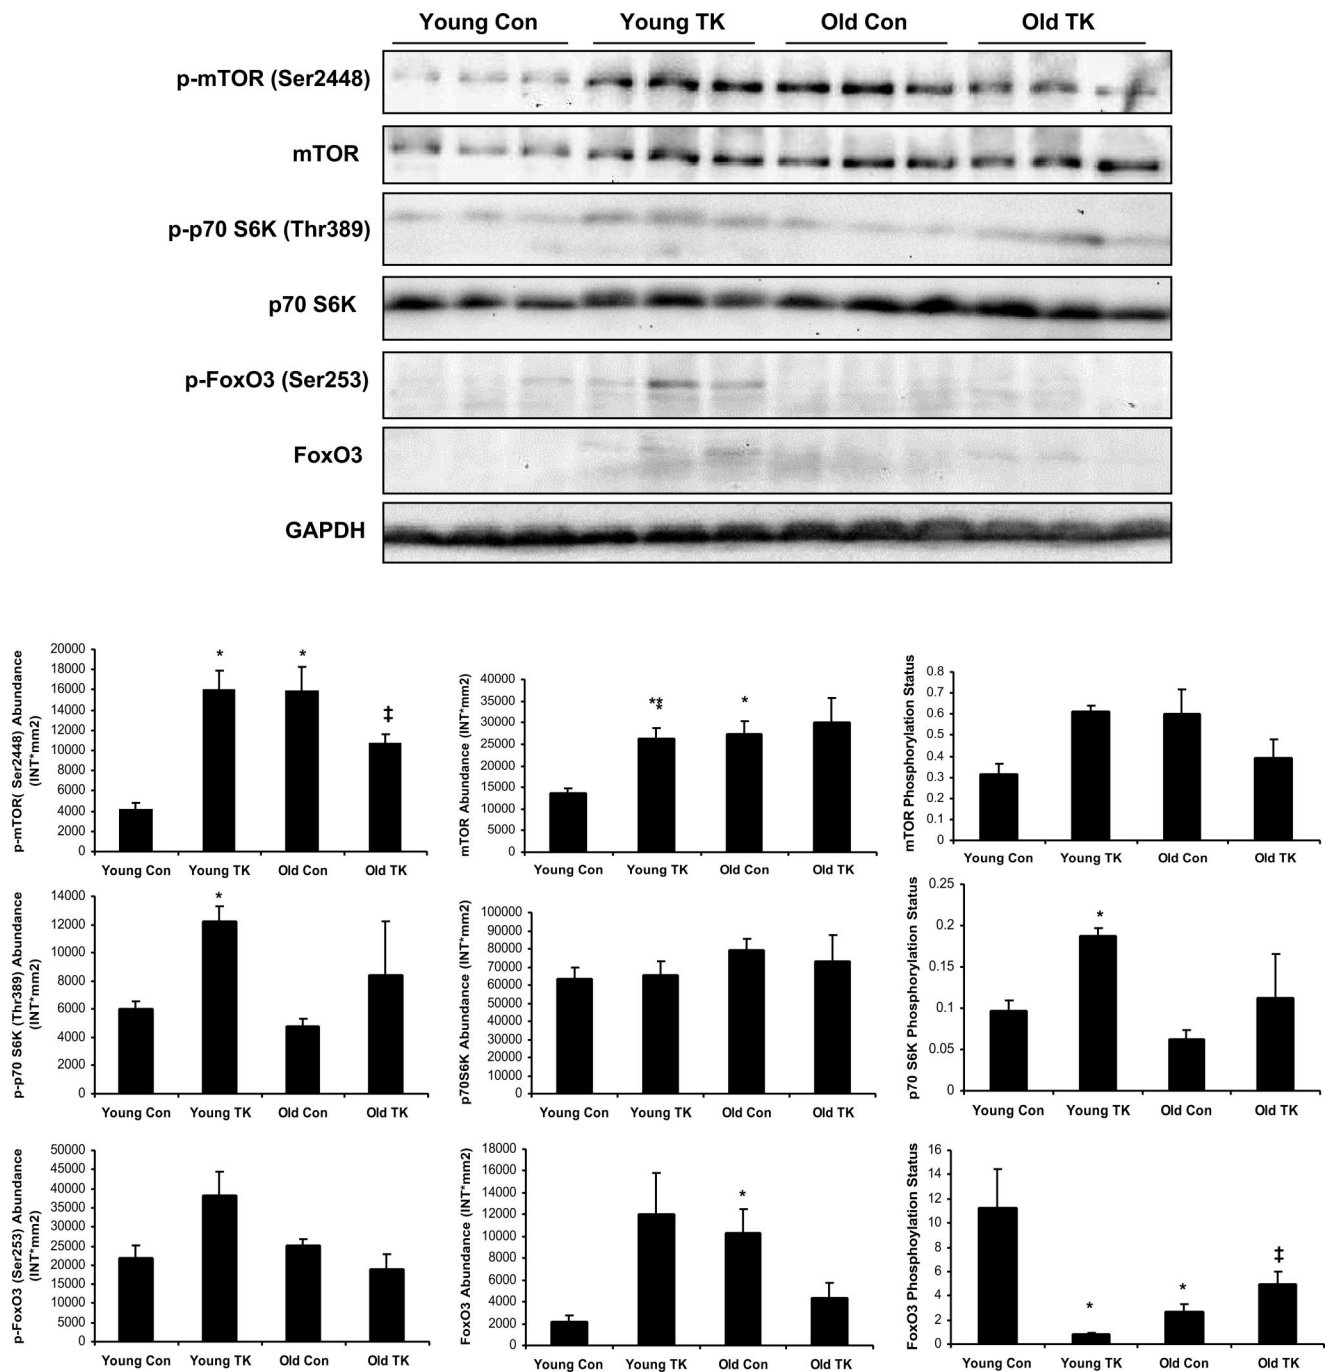 Young Con Young TK Old Con Old TK
p-mTOR (Ser2448)
mTOR
p-p70 S6K (Thr389)
p70 S6K
p-FoxO3 (Ser253)
FoxO3
GAPDH
p-mTOR( Ser2448) Abundance
(INT*mm2)
20000
18000
16000
14000
12000
10000
8000
6000
4000
2000
0
* * ‡
Young Con Young TK Old Con Old TK
mTOR Abundance (INT*mm2)
40000
35000
30000
25000
20000
15000
10000
5000
0
*** *
Young Con Young TK Old Con Old TK
mTOR Phosphorylation Status
0.8
0.7
0.6
0.5
0.4
0.3
0.2
0.1
0
Young Con Young TK Old Con Old TK
p-p70 S6K (Thr389) Abundance
(INT*mm2)
14000
12000
10000
8000
6000
4000
2000
0
*
Young Con Young TK Old Con Old TK
p70S6K Abundance (INT*mm2)
100000
90000
80000
70000
60000
50000
40000
30000
20000
10000
0
Young Con Young TK Old Con Old TK
p70 S6K Phosphorylation Status
0.25
0.2
0.15
0.1
0.05
0
*
Young Con Young TK Old Con Old TK
p-FoxO3 (Ser253) Abundance
(INT*mm2)
50000
45000
40000
35000
30000
25000
20000
15000
10000
5000
0
Young Con Young TK Old Con Old TK
FoxO3 Abundance (INT*mm2)
18000
16000
14000
12000
10000
8000
6000
4000
2000
0
*
Young Con Young TK Old Con Old TK
FoxO3 Phosphoylation Status
16
14
12
10
8
6
4
2
0
* * ‡
Young Con Young TK Old Con Old TK